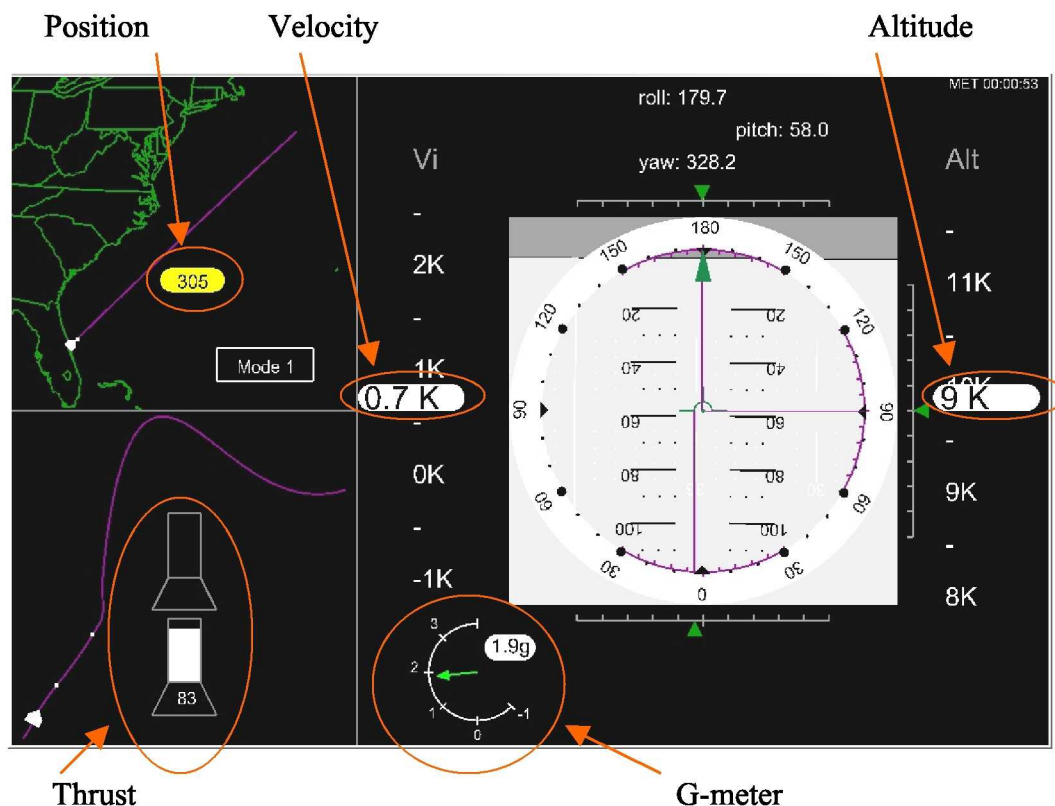 Position
Velocity
Altitude
MET 00:00:53
roll: 179.7
pitch: 58.0
yaw: 328.2
Vi
Alt
-
2K
-
1K
0.7 K
-
0K
-
-1K
305
Mode 1
180
150
150
120
120
90
90
60
60
30
30
0
20
20
40
40
60
60
80
80
100
100
-
11K
-
10K
9 K
-
9K
-
8K
83
3
2
1
0
-1
1.9g
Thrust
G-meter